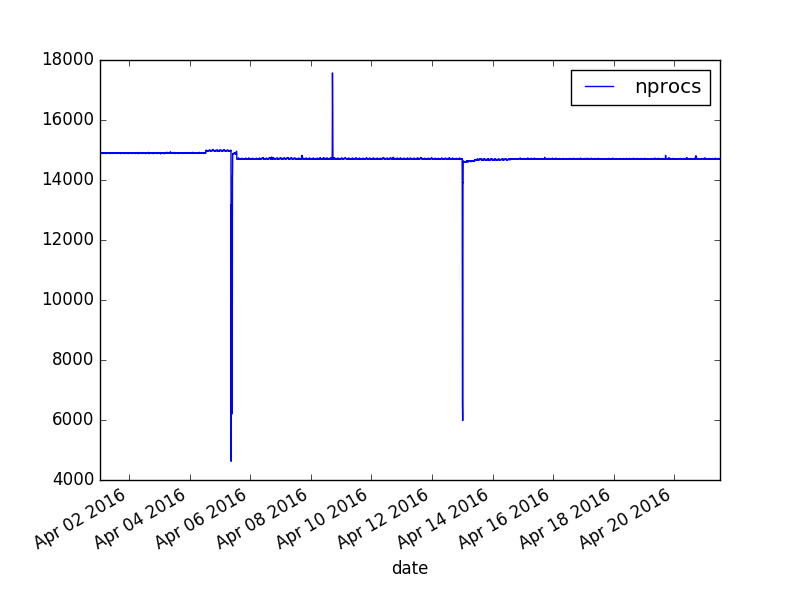 18000
16000
14000
12000
10000
8000
6000
4000
nprocs
Apr 02 2016
Apr 04 2016
Apr 06 2016
Apr 08 2016
Apr 10 2016
Apr 12 2016
Apr 14 2016
Apr 16 2016
Apr 18 2016
Apr 20 2016
date